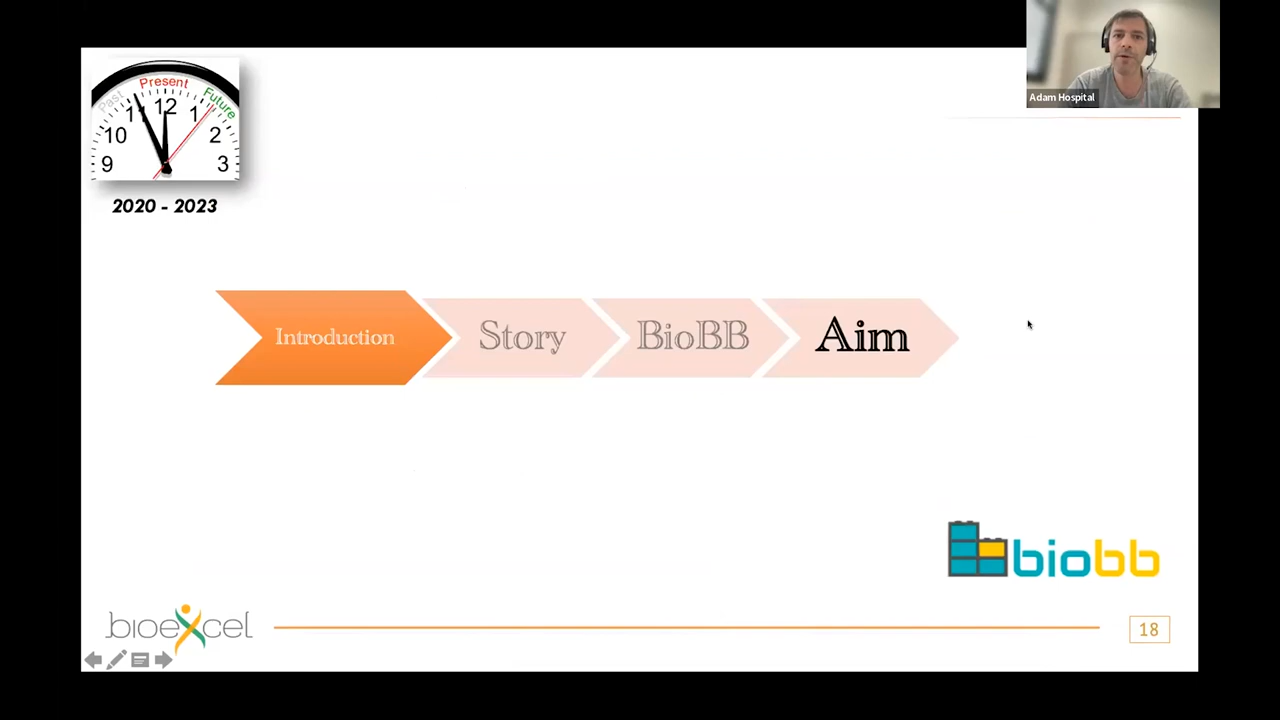 Adam Hospital
Past
Present
Future
11 12 1
10 2
9 3
2020 - 2023
Introduction
Story
BioBB
Aim
biobb
bioexcel
18